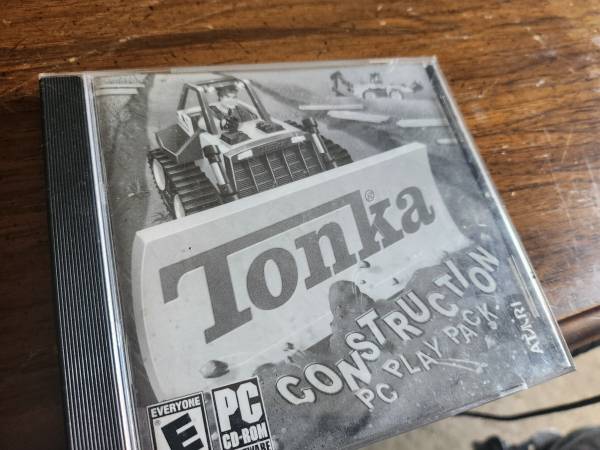 Tonka®
CONSTRUCTION
PC PLAY PACK
ATARI
EVERYONE
E
PC
CD-ROM